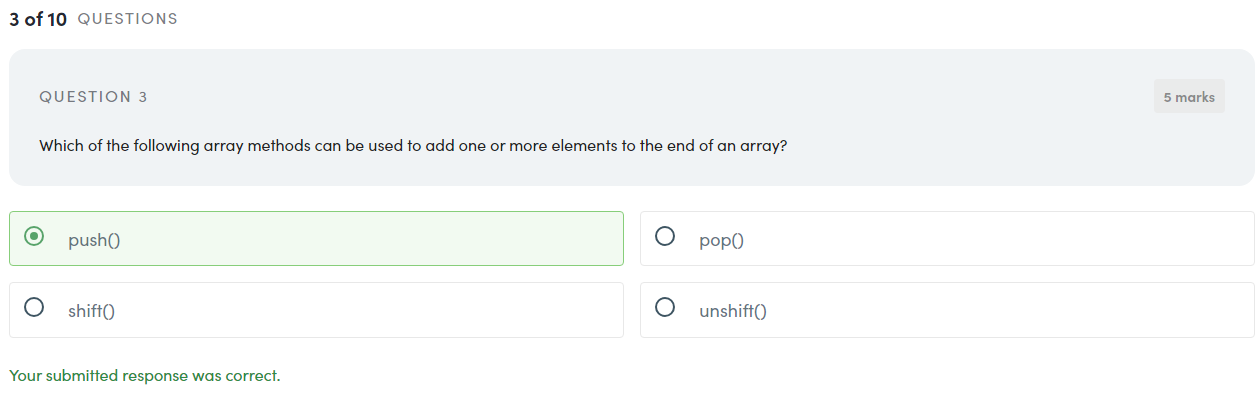 3 of 10 QUESTIONS
QUESTION 3
5 marks
Which of the following array methods can be used to add one or more elements to the end of an array?
push()
pop()
shift()
unshift()
Your submitted response was correct.